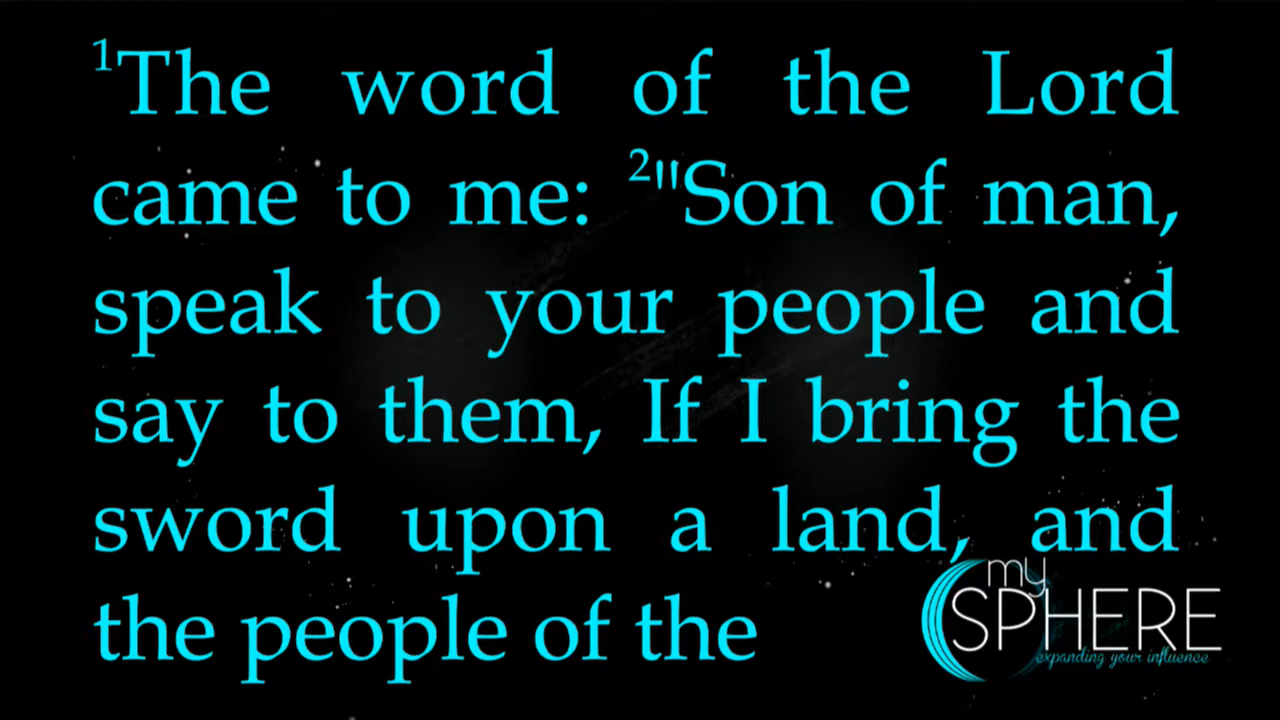 ¹The word of the Lord
came to me: ²"Son of man,
speak to your people and
say to them, If I bring the
sword upon a land, and
the people of the
my
SPHERE
expanding your influence